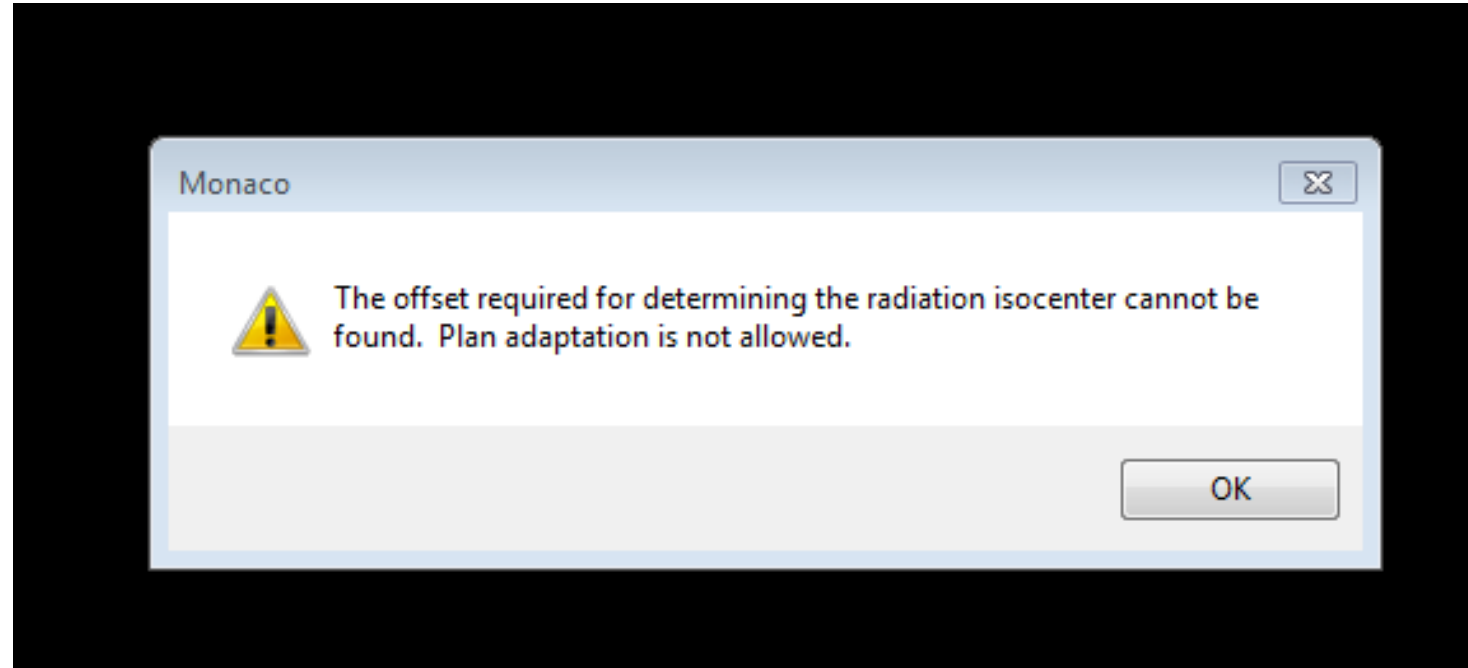 Monaco
The offset required for determining the radiation isocenter cannot be
found.  Plan adaptation is not allowed.
OK